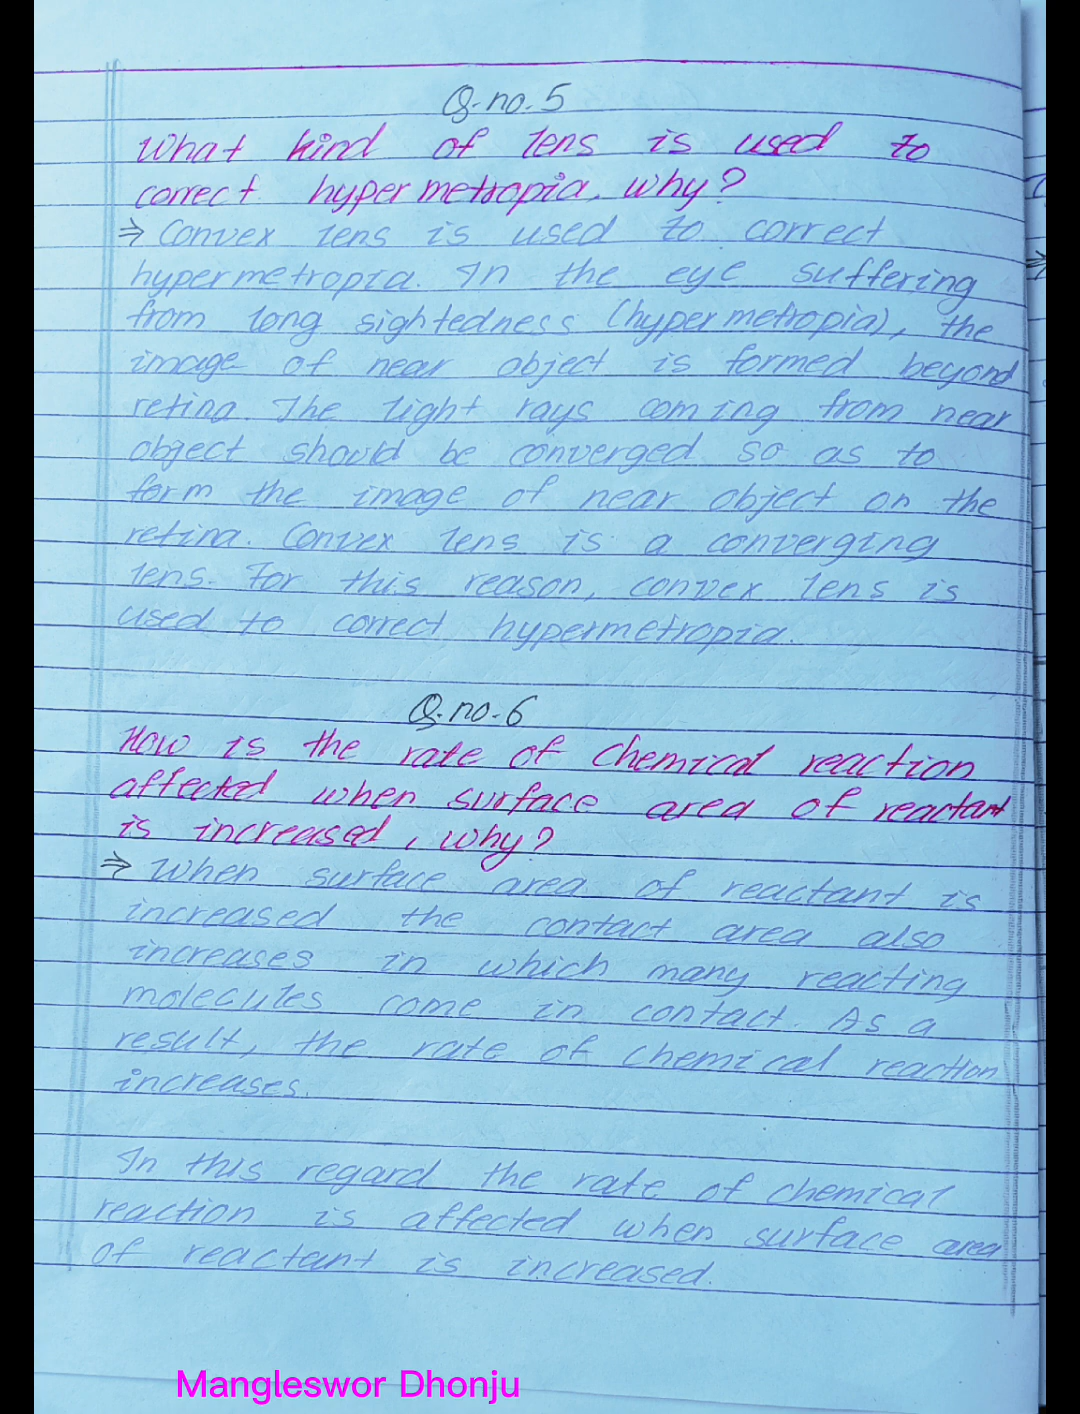 Q. no. 5
What kind of lens is used to
correct hypermetropia, why?
⇒ Convex lens is used to correct
hypermetropia. In the eye suffering
from long sightedness (hypermetropia), the
image of near object is formed beyond
retina. The light rays coming from near
object should be converged so as to
form the image of near object on the
retina. Convex lens is a converging
lens. For this reason, convex lens is
used to correct hypermetropia.
Q. no. 6
How is the rate of Chemical reaction
affected when surface area of reactant
is increased, why?
⇒ When surface area of reactant is
increased the contact area also
increases in which many reacting
molecules come in contact. As a
result, the rate of chemical reaction
increases.
In this regard the rate of chemical
reaction is affected when surface area
of reactant is increased.
Mangleswor Dhonju